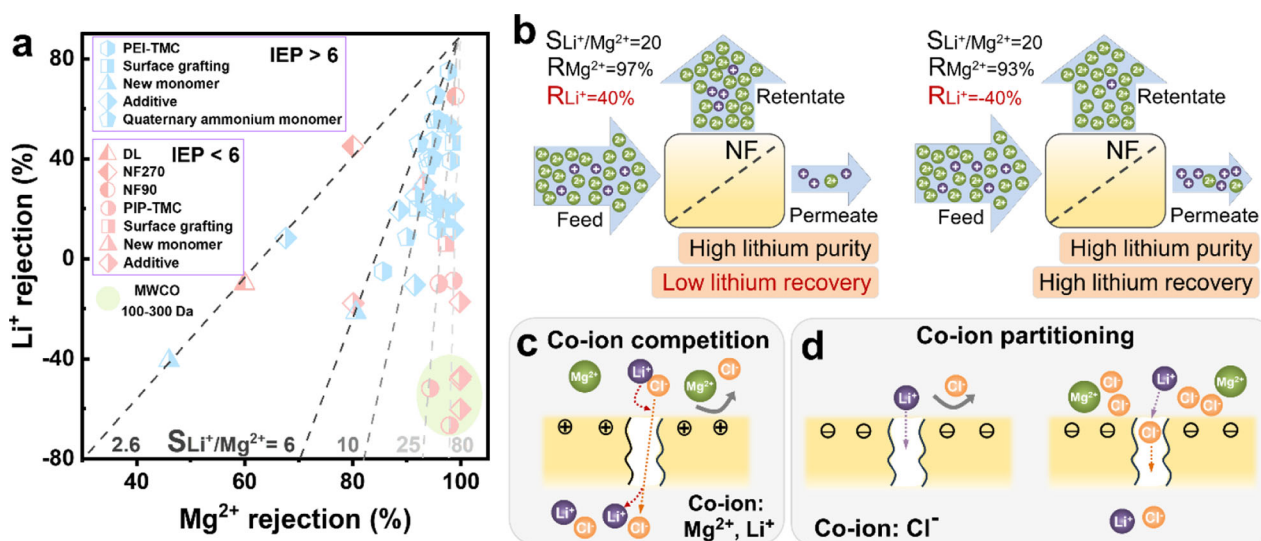 a
Li⁺ rejection (%)
80
40
0
-40
-80
IEP > 6
PEI-TMC
Surface grafting
New monomer
Additive
Quaternary ammonium monomer
IEP < 6
DL
NF270
NF90
PIP-TMC
Surface grafting
New monomer
Additive
MWCO
100-300 Da
2.6 SLi⁺/Mg²⁺= 6 10 25 80
40 60 80 100
Mg²⁺ rejection (%)
b
SLi⁺/Mg²⁺=20
RMg²⁺=97%
RLi⁺=40%
Retentate
NF
Feed
Permeate
High lithium purity
Low lithium recovery
SLi⁺/Mg²⁺=20
RMg²⁺=93%
RLi⁺=-40%
Retentate
NF
Feed
Permeate
High lithium purity
High lithium recovery
c Co-ion competition
Mg²⁺ Li⁺ Cl⁻ Mg²⁺ Cl⁻
+ + + +
Li⁺ Cl⁻ Li⁺ Cl⁻
Co-ion:
Mg²⁺, Li⁺
d Co-ion partitioning
Li⁺ Cl⁻
− − − −
Co-ion: Cl⁻
Mg²⁺ Cl⁻ Cl⁻ Li⁺ Cl⁻ Cl⁻ Cl⁻ Mg²⁺
− − Cl⁻ − −
Li⁺ Cl⁻